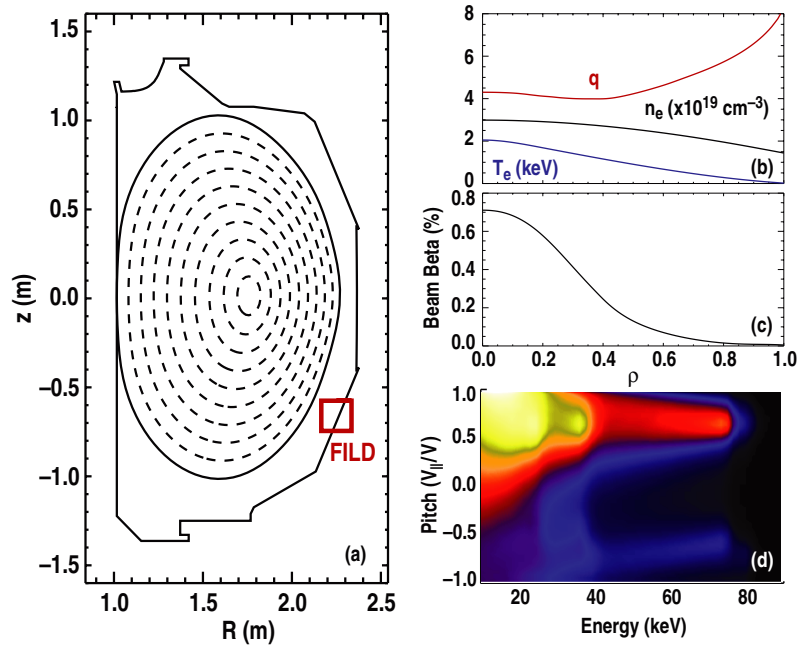 1.5
1.0
0.5
0.0
−0.5
−1.0
−1.5
z (m)
FILD
(a)
1.0 1.5 2.0 2.5
R (m)
8
6
4
2
0
q
n_e (x10^19 cm^−3)
T_e (keV)
(b)
0.8
0.6
0.4
0.2
0.0
Beam Beta (%)
(c)
0.0 0.2 0.4 0.6 0.8 1.0
ρ
1.0
0.5
0.0
−0.5
−1.0
Pitch (V_||/V)
(d)
20 40 60 80
Energy (keV)